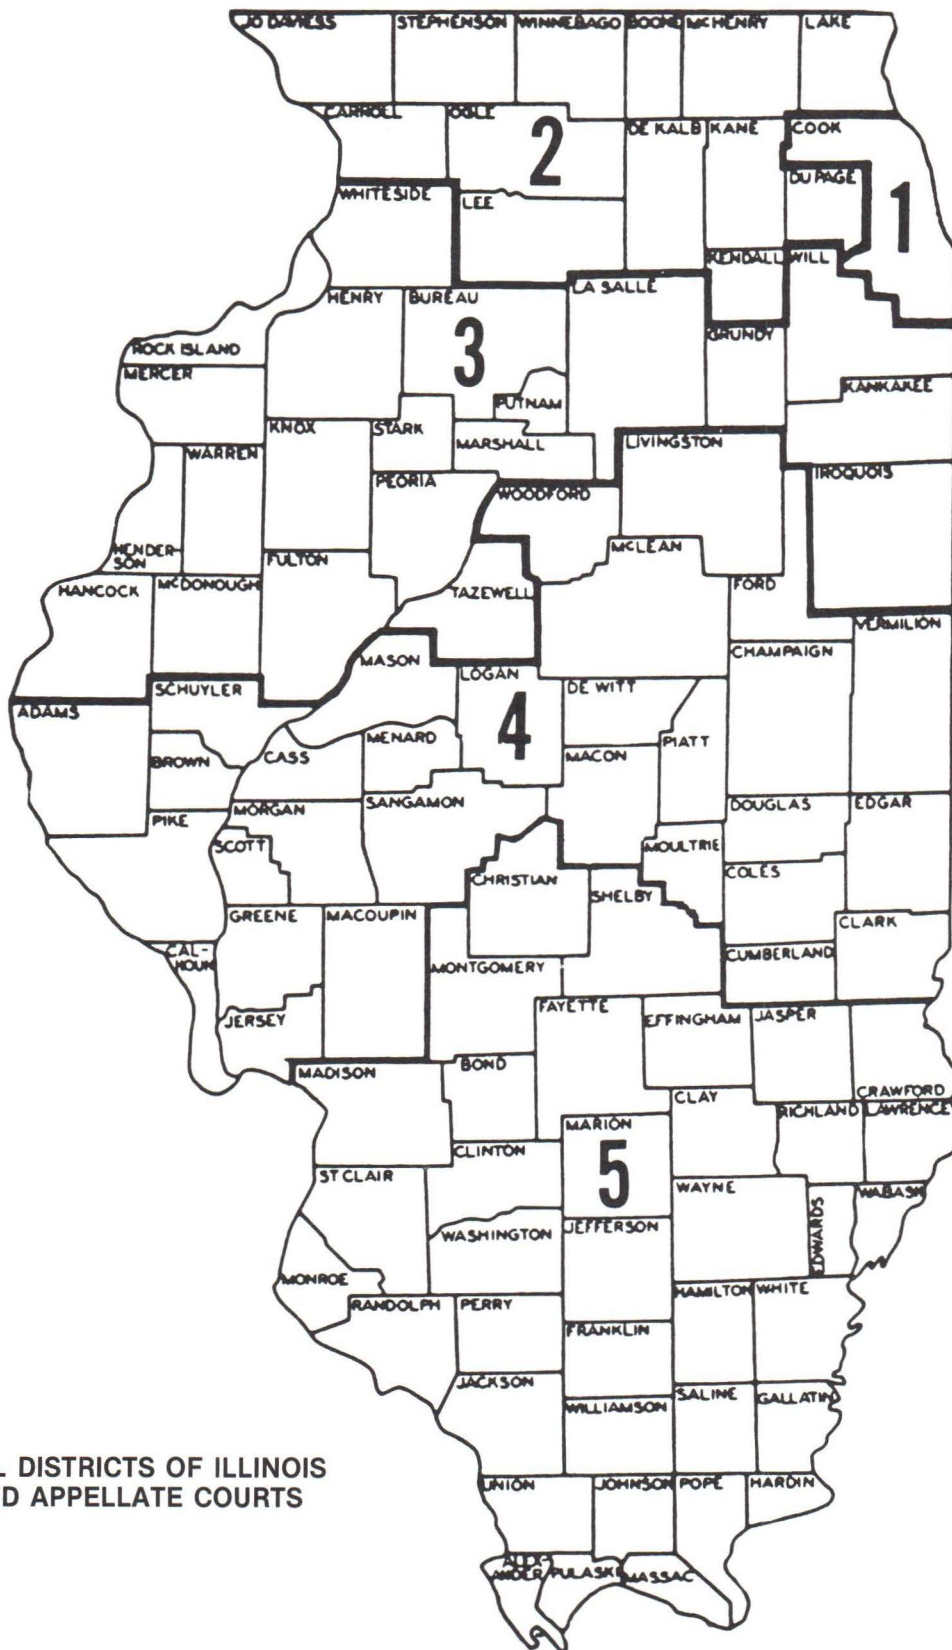 JO DAVIESS
STEPHENSON
WINNEBAGO
BOONE
MCHENRY
LAKE
CARROLL
OGLE
2
DE KALB
KANE
COOK
DU PAGE
1
WHITESIDE
LEE
KENDALL
WILL
HENRY
BUREAU
LA SALLE
ROCK ISLAND
3
GRUNDY
MERCER
KANKAKEE
PUTNAM
KNOX
STARK
MARSHALL
LIVINGSTON
WARREN
PEORIA
IROQUOIS
WOODFORD
HENDER-
SON
MCLEAN
FULTON
HANCOCK
MCDONOUGH
TAZEWELL
FORD
VERMILION
CHAMPAIGN
MASON
LOGAN
SCHUYLER
DE WITT
ADAMS
4
MENARD
PIATT
BROWN
CASS
MACON
SANGAMON
DOUGLAS
EDGAR
MORGAN
PIKE
SCOTT
MOULTRIE
COLES
CHRISTIAN
SHELBY
GREENE
MACOUPIN
CLARK
CAL-
HOUN
CUMBERLAND
MONTGOMERY
FAYETTE
JERSEY
EFFINGHAM
JASPER
BOND
MADISON
CRAWFORD
CLAY
RICHLAND
LAWRENCE
MARION
CLINTON
5
ST CLAIR
WAYNE
WABASH
EDWARDS
JEFFERSON
WASHINGTON
MONROE
HAMILTON
WHITE
RANDOLPH
PERRY
FRANKLIN
JACKSON
SALINE
GALLATIN
WILLIAMSON
L DISTRICTS OF ILLINOIS
D APPELLATE COURTS
UNION
JOHNSON
POPE
HARDIN
ALEX-
ANDER
PULASKI
MASSAC